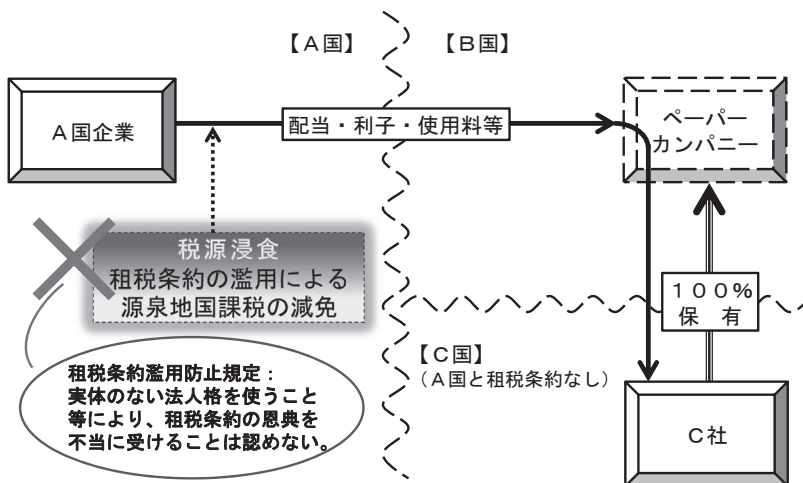 【A国】
【B国】
A国企業
配当・利子・使用料等
ペーパー
カンパニー
税源浸食
租税条約の濫用による
源泉地国課税の減免
100%
保 有
【C国】
(A国と租税条約なし)
租税条約濫用防止規定:
実体のない法人格を使うこと
等により、租税条約の恩典を
不当に受けることは認めない。
C社